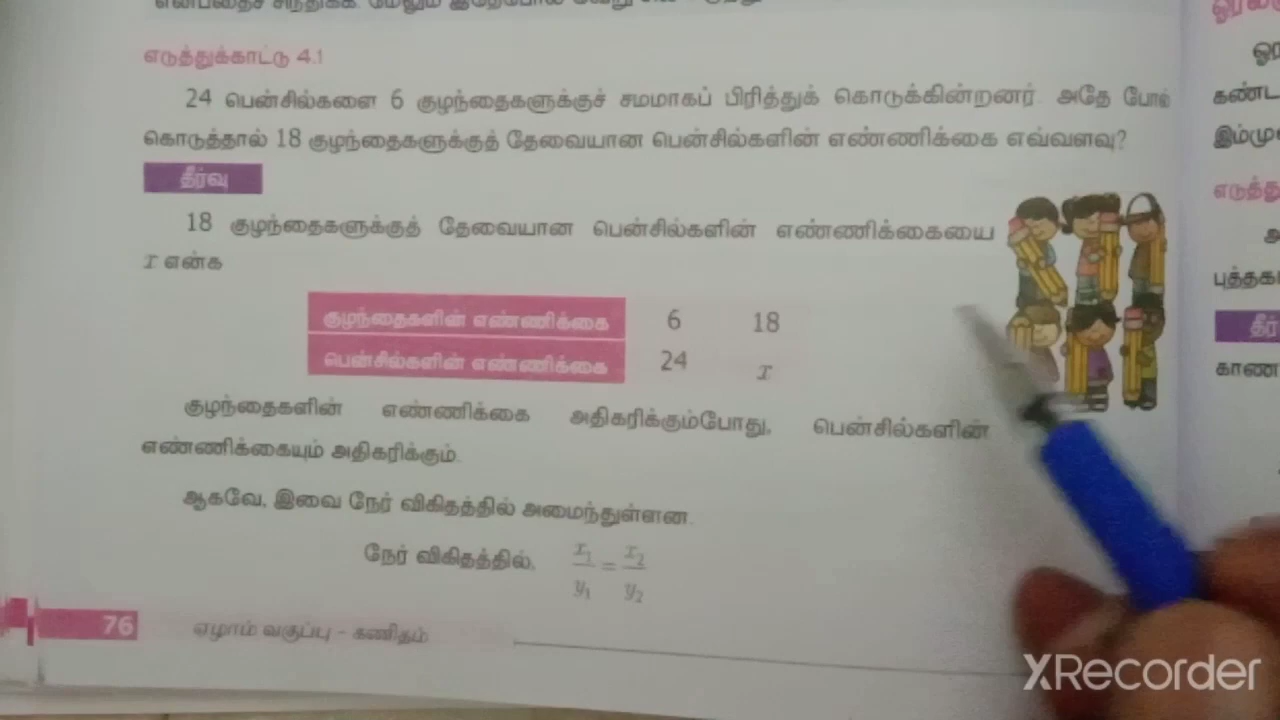 எடுத்துக்காட்டு 4.1
24 பென்சில்களை 6 குழந்தைகளுக்குச் சமமாகப் பிரித்துக் கொடுக்கின்றனர். அதே போல்
கொடுத்தால் 18 குழந்தைகளுக்குத் தேவையான பென்சில்களின் எண்ணிக்கை எவ்வளவு?
தீர்வு
18 குழந்தைகளுக்குத் தேவையான பென்சில்களின் எண்ணிக்கையை
x என்க
குழந்தைகளின் எண்ணிக்கை 6 18
பென்சில்களின் எண்ணிக்கை 24 x
குழந்தைகளின் எண்ணிக்கை அதிகரிக்கும்போது, பென்சில்களின்
எண்ணிக்கையும் அதிகரிக்கும்.
ஆகவே, இவை நேர் விகிதத்தில் அமைந்துள்ளன.
நேர் விகிதத்தில், x₁/y₁ = x₂/y₂
76 ஏழாம் வகுப்பு - கணிதம்
காண
XRecorder